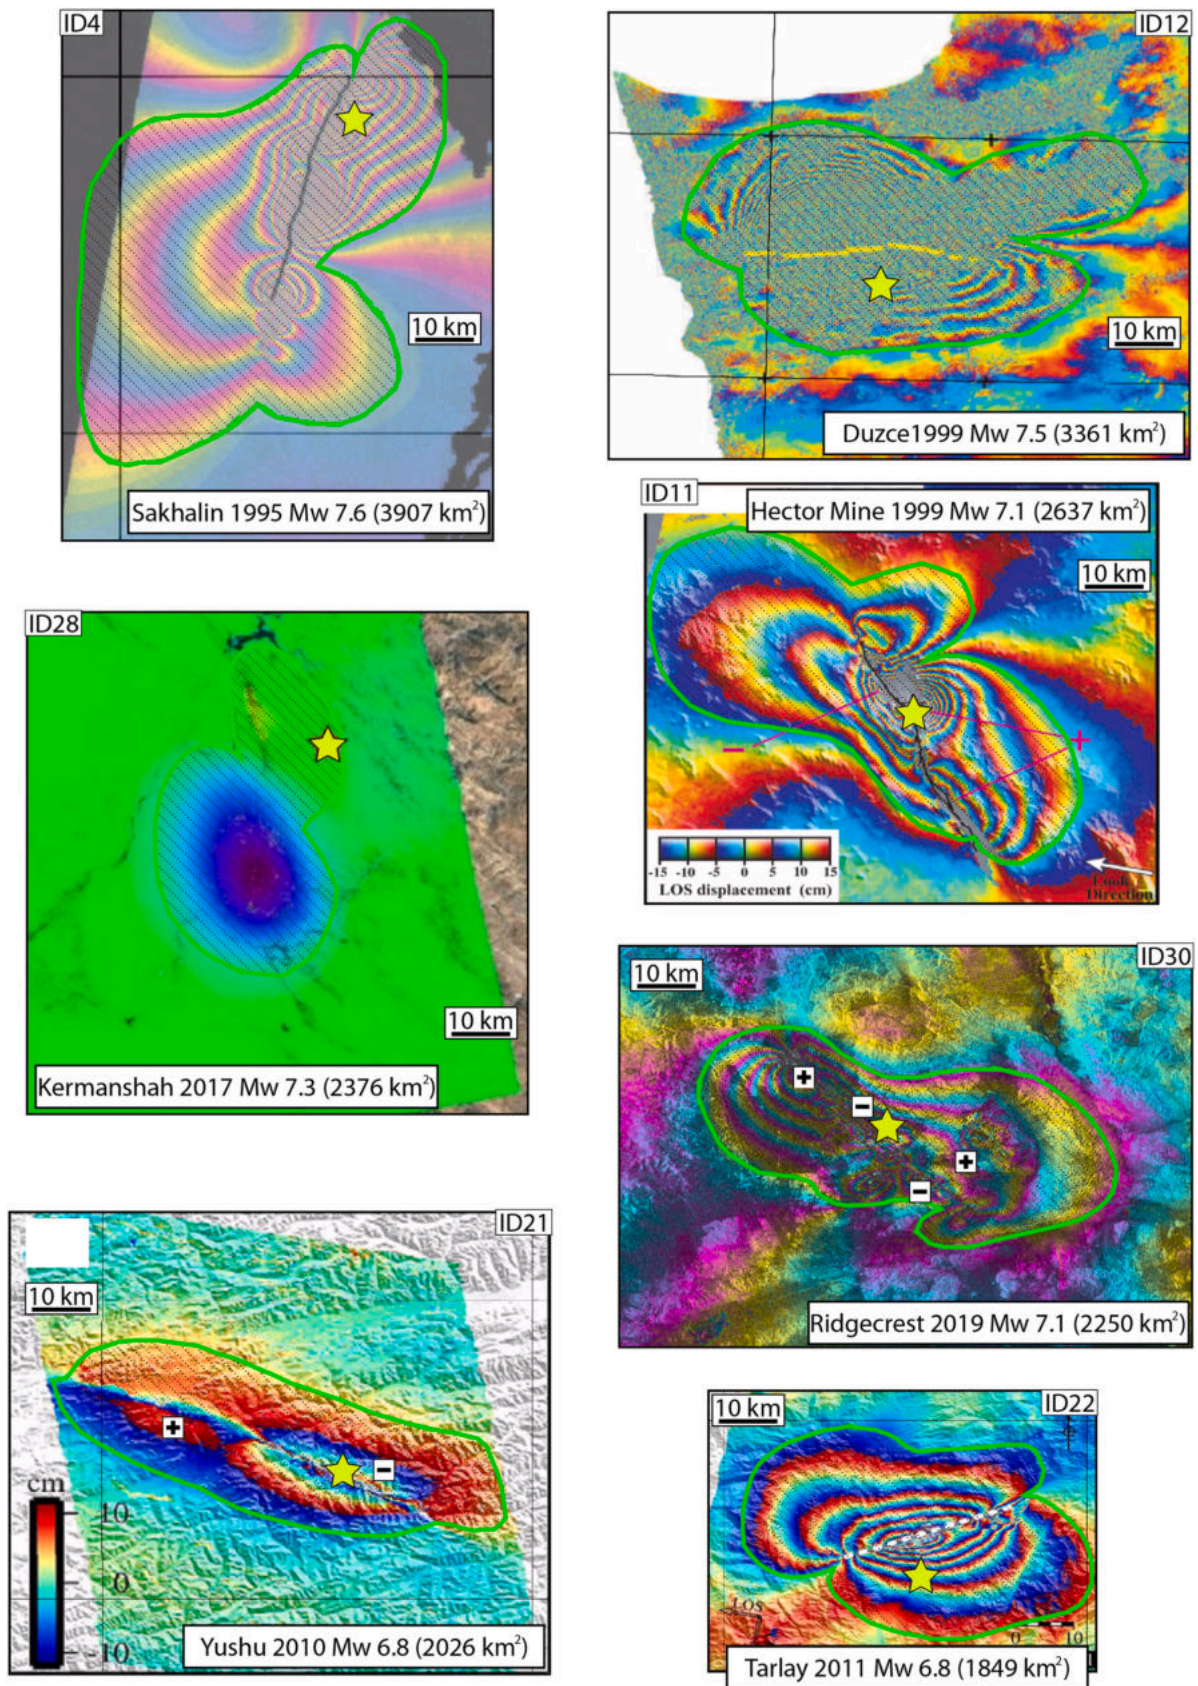 ID4
10 km
Sakhalin 1995 Mw 7.6 (3907 km²)
ID12
10 km
Duzce1999 Mw 7.5 (3361 km²)
ID11
Hector Mine 1999 Mw 7.1 (2637 km²)
10 km
−
+
-15 -10 -5 0 5 10 15
LOS displacement (cm)
Look
Direction
ID28
10 km
Kermanshah 2017 Mw 7.3 (2376 km²)
ID30
10 km
+
−
+
−
Ridgecrest 2019 Mw 7.1 (2250 km²)
ID21
10 km
+
−
cm
10
0
-10
Yushu 2010 Mw 6.8 (2026 km²)
ID22
10 km
LOS
0 10
Tarlay 2011 Mw 6.8 (1849 km²)